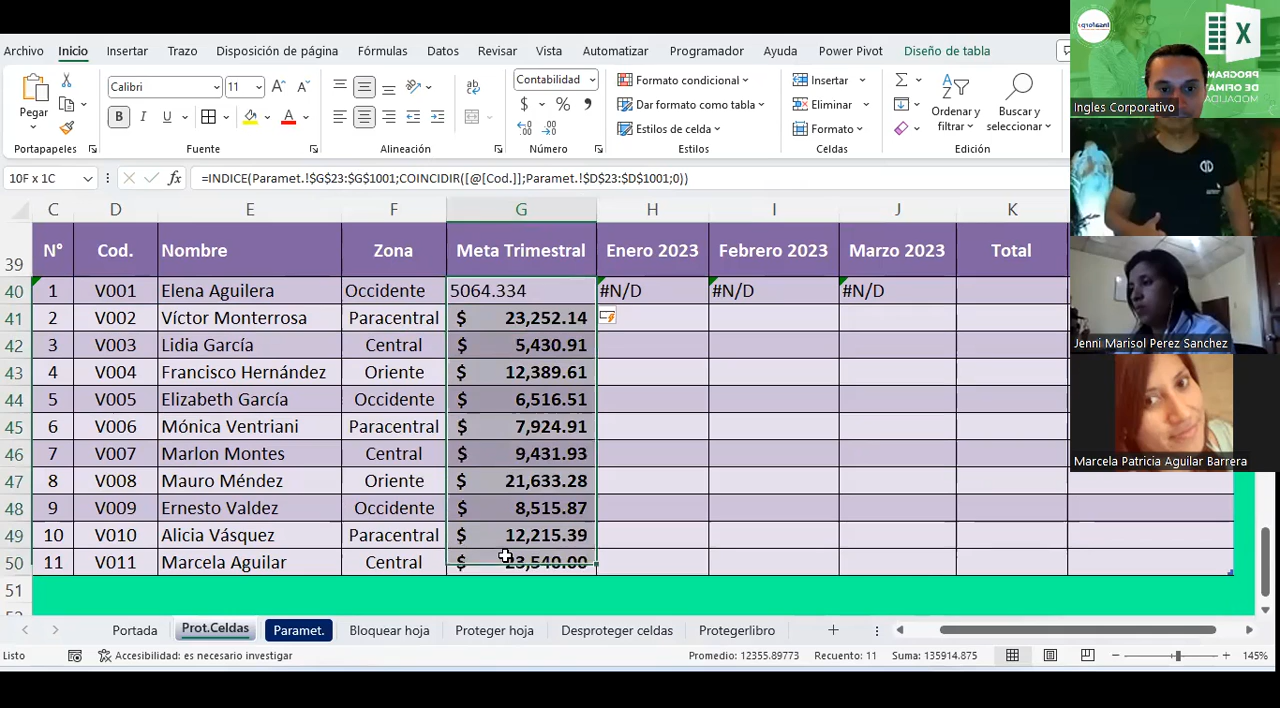 Archivo Inicio Insertar Trazo Disposición de página Fórmulas Datos Revisar Vista Automatizar Programador Ayuda Power Pivot Diseño de tabla
Pegar
Portapapeles
Calibri 11
N I S A A
Fuente
Alineación
Contabilidad
$ % 000
Número
Formato condicional
Dar formato como tabla
Estilos de celda
Estilos
Insertar
Eliminar
Formato
Celdas
Ordenar y filtrar
Buscar y seleccionar
Edición
10F x 1C fx =INDICE(Paramet.!$G$23:$G$1001;COINCIDIR([@[Cod.]];Paramet.!$D$23:$D$1001;0))
C D E F G H I J K
39 N° Cod. Nombre Zona Meta Trimestral Enero 2023 Febrero 2023 Marzo 2023 Total
40 1 V001 Elena Aguilera Occidente 5064.334 #N/D #N/D #N/D
41 2 V002 Víctor Monterrosa Paracentral $ 23,252.14
42 3 V003 Lidia García Central $ 5,430.91
43 4 V004 Francisco Hernández Oriente $ 12,389.61
44 5 V005 Elizabeth García Occidente $ 6,516.51
45 6 V006 Mónica Ventriani Paracentral $ 7,924.91
46 7 V007 Marlon Montes Central $ 9,431.93
47 8 V008 Mauro Méndez Oriente $ 21,633.28
48 9 V009 Ernesto Valdez Occidente $ 8,515.87
49 10 V010 Alicia Vásquez Paracentral $ 12,215.39
50 11 V011 Marcela Aguilar Central $ 23,540.00
51
Portada Prot.Celdas Paramet. Bloquear hoja Proteger hoja Desproteger celdas Protegerlibro
Listo Accesibilidad: es necesario investigar Promedio: 12355.89773 Recuento: 11 Suma: 135914.875 145%
Insaforp
X
PROGRAM
DE OFIMA
MODALIDA
Ingles Corporativo
Jenni Marisol Perez Sanchez
Marcela Patricia Aguilar Barrera